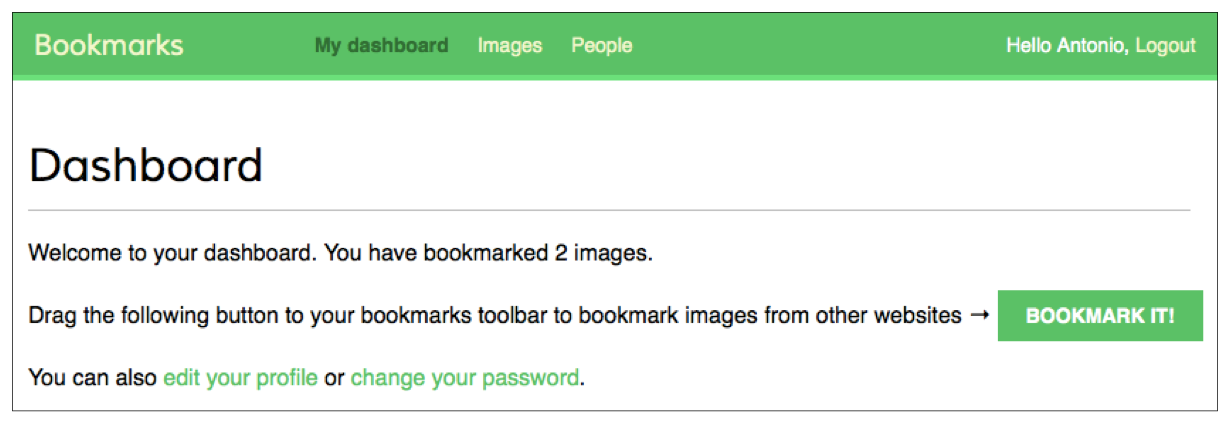 Bookmarks My dashboard Images People Hello Antonio, Logout
Dashboard
Welcome to your dashboard. You have bookmarked 2 images.
Drag the following button to your bookmarks toolbar to bookmark images from other websites → BOOKMARK IT!
You can also edit your profile or change your password.